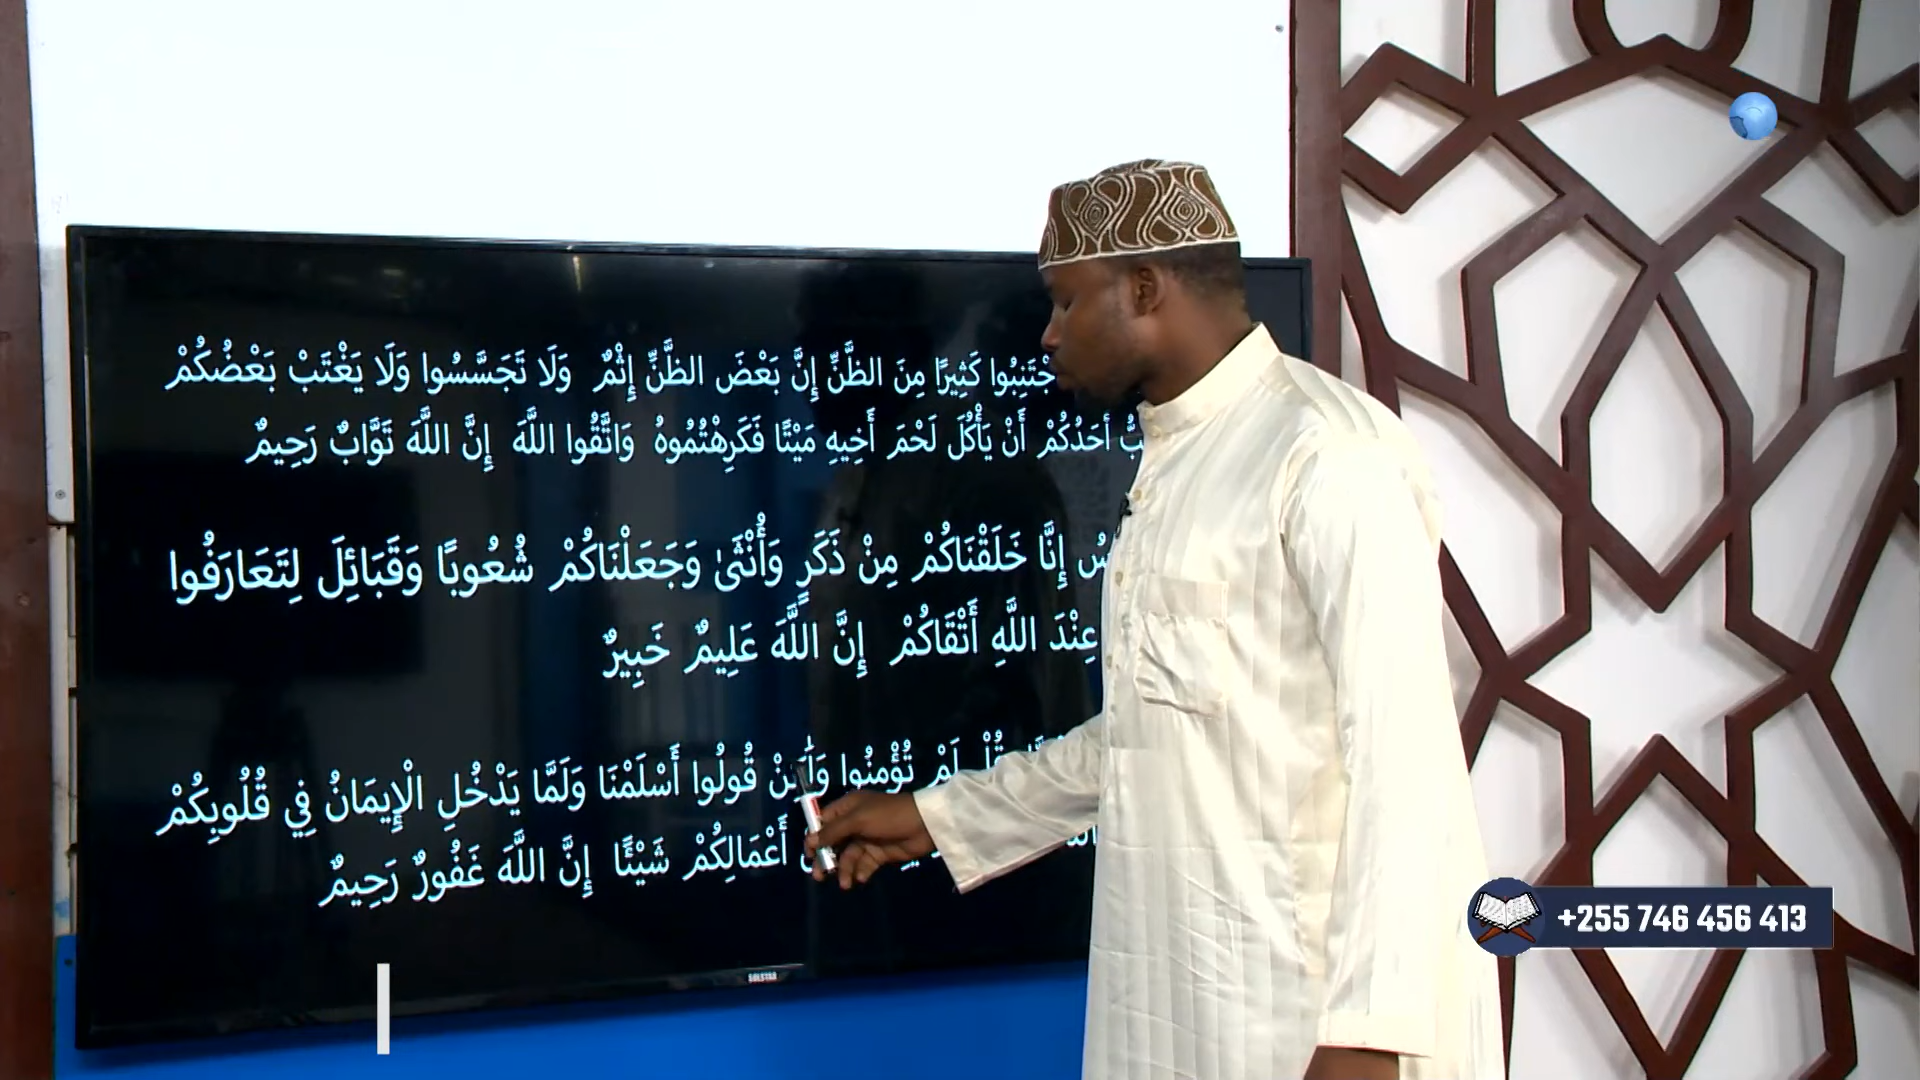 جْتَنِبُوا كَثِيرًا مِنَ الظَّنِّ إِنَّ بَعْضَ الظَّنِّ إِثْمٌ وَلَا تَجَسَّسُوا وَلَا يَغْتَبْ بَعْضُكُمْ
أَحَدُكُمْ أَنْ يَأْكُلَ لَحْمَ أَخِيهِ مَيْتًا فَكَرِهْتُمُوهُ وَاتَّقُوا اللَّهَ إِنَّ اللَّهَ تَوَّابٌ رَحِيمٌ
إِنَّا خَلَقْنَاكُمْ مِنْ ذَكَرٍ وَأُنْثَىٰ وَجَعَلْنَاكُمْ شُعُوبًا وَقَبَائِلَ لِتَعَارَفُوا
عِنْدَ اللَّهِ أَتْقَاكُمْ إِنَّ اللَّهَ عَلِيمٌ خَبِيرٌ
قُلْ لَمْ تُؤْمِنُوا وَلَٰكِنْ قُولُوا أَسْلَمْنَا وَلَمَّا يَدْخُلِ الْإِيمَانُ فِي قُلُوبِكُمْ
أَعْمَالِكُمْ شَيْئًا إِنَّ اللَّهَ غَفُورٌ رَحِيمٌ
SOLSTAR
+255 746 456 413